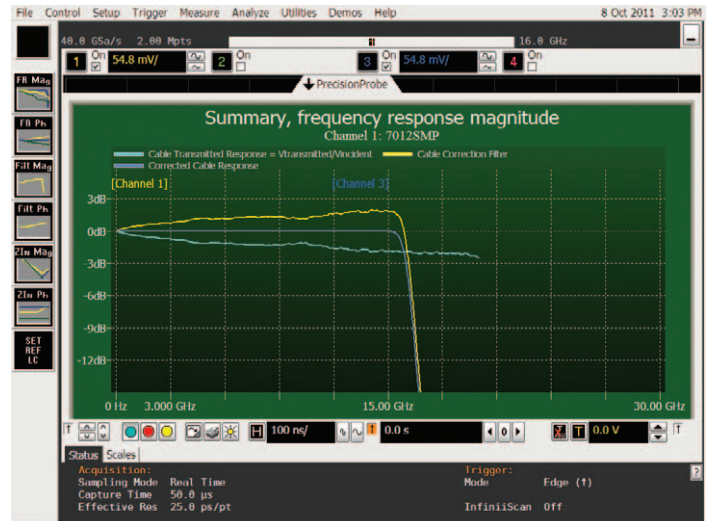 File Control Setup Trigger Measure Analyze Utilities Demos Help 8 Oct 2011 3:03 PM
40.0 GSa/s 2.00 Mpts 16.0 GHz
1 On 54.8 mV/ 2 On 3 On 54.8 mV/ 4 On
PrecisionProbe
FR Mag
FR Ph
Filt Mag
Filt Ph
ZIN Mag
ZIN Ph
SET
REF
LC
Summary, frequency response magnitude
Channel 1: 7012SMP
Cable Transmitted Response = Vtransmitted/Vincident Cable Correction Filter
Corrected Cable Response
[Channel 1] [Channel 3]
3dB
0dB
-3dB
-6dB
-9dB
-12dB
0 Hz 3.000 GHz 15.00 GHz 30.00 GHz
H 100 ns/ 0.0 s 0 T 0.0 V
Status Scales
Acquisition: Trigger:
Sampling Mode Real Time Mode Edge (↑)
Capture Time 50.0 µs
Effective Res 25.0 ps/pt InfiniiScan Off
?